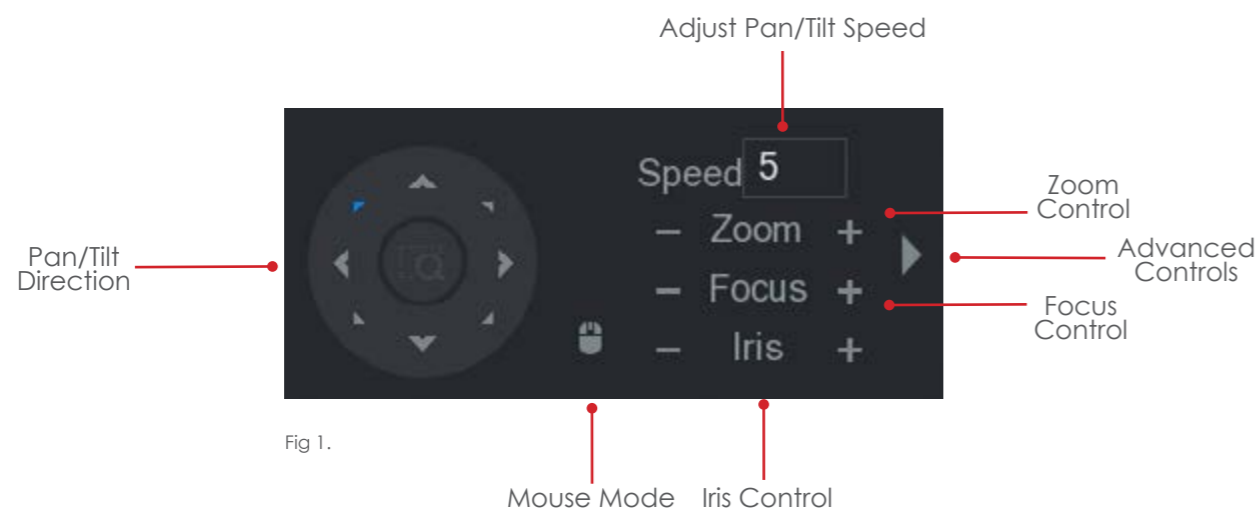 Adjust Pan/Tilt Speed
Speed 5
Zoom
Control
- Zoom +
Pan/Tilt
Direction
Advanced
Controls
- Focus +
Focus
Control
- Iris +
Fig 1.
Mouse Mode
Iris Control